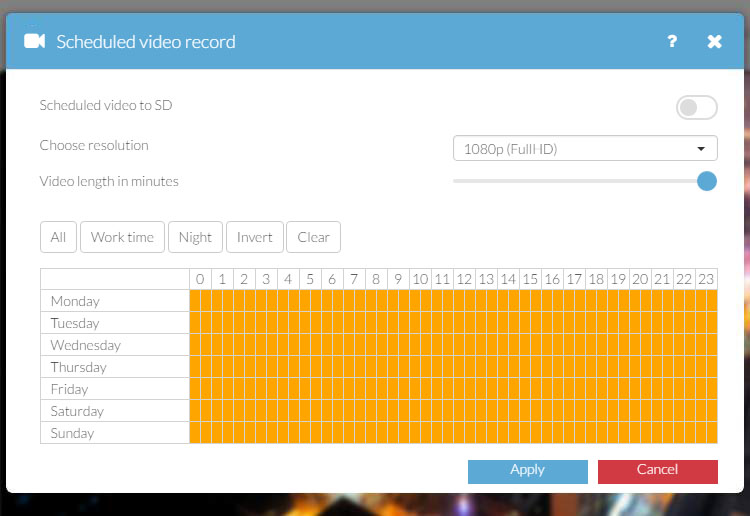 Scheduled video record ?
Scheduled video to SD
Choose resolution 1080p (FullHD)
Video length in minutes
All Work time Night Invert Clear
0 1 2 3 4 5 6 7 8 9 10 11 12 13 14 15 16 17 18 19 20 21 22 23
Monday
Tuesday
Wednesday
Thursday
Friday
Saturday
Sunday
Apply Cancel